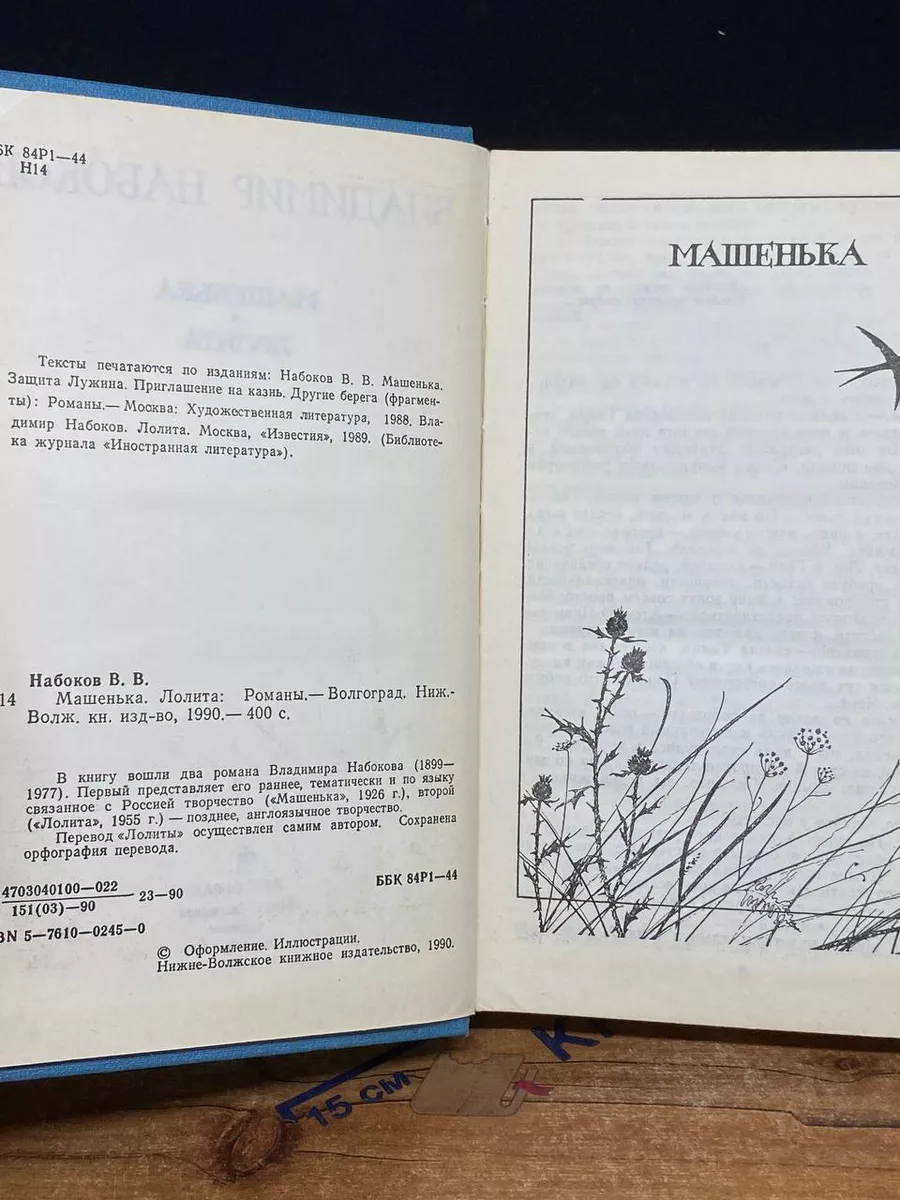 БК 84Р1—44
Н14
Тексты печатаются по изданиям: Набоков В. В. Машенька.
Защита Лужина. Приглашение на казнь. Другие берега (фрагмен-
ты): Романы.— Москва: Художественная литература, 1988. Вла-
димир Набоков. Лолита. Москва, «Известия», 1989. (Библиоте-
ка журнала «Иностранная литература»).
Набоков В. В.
14 Машенька. Лолита: Романы.— Волгоград. Ниж.-
Волж. кн. изд-во, 1990.— 400 с.
В книгу вошли два романа Владимира Набокова (1899—
1977). Первый представляет его раннее, тематически и по языку
связанное с Россией творчество («Машенька», 1926 г.), второй
(«Лолита», 1955 г.) — позднее, англоязычное творчество.
Перевод «Лолиты» осуществлен самим автором. Сохранена
орфография перевода.
4703040100—022
151(03)—90
23—90
ББК 84Р1—44
BN 5—7610—0245—0
© Оформление. Иллюстрации.
Нижне-Волжское книжное издательство, 1990.
МАШЕНЬКА
15 см